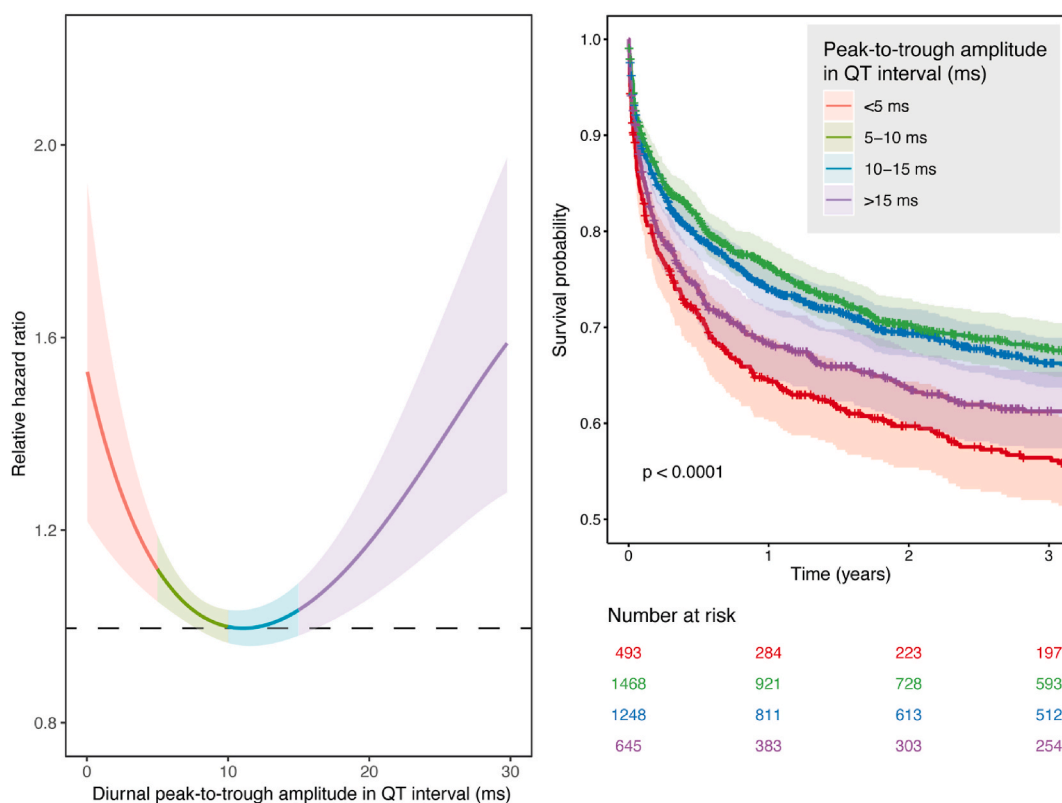 Relative hazard ratio
2.0
1.6
1.2
0.8
0
10
20
30
Diurnal peak-to-trough amplitude in QT interval (ms)
Survival probability
1.0
0.9
0.8
0.7
0.6
0.5
Peak-to-trough amplitude
in QT interval (ms)
<5 ms
5–10 ms
10–15 ms
>15 ms
p < 0.0001
0
1
2
3
Time (years)
Number at risk
493 284 223 197
1468 921 728 593
1248 811 613 512
645 383 303 254